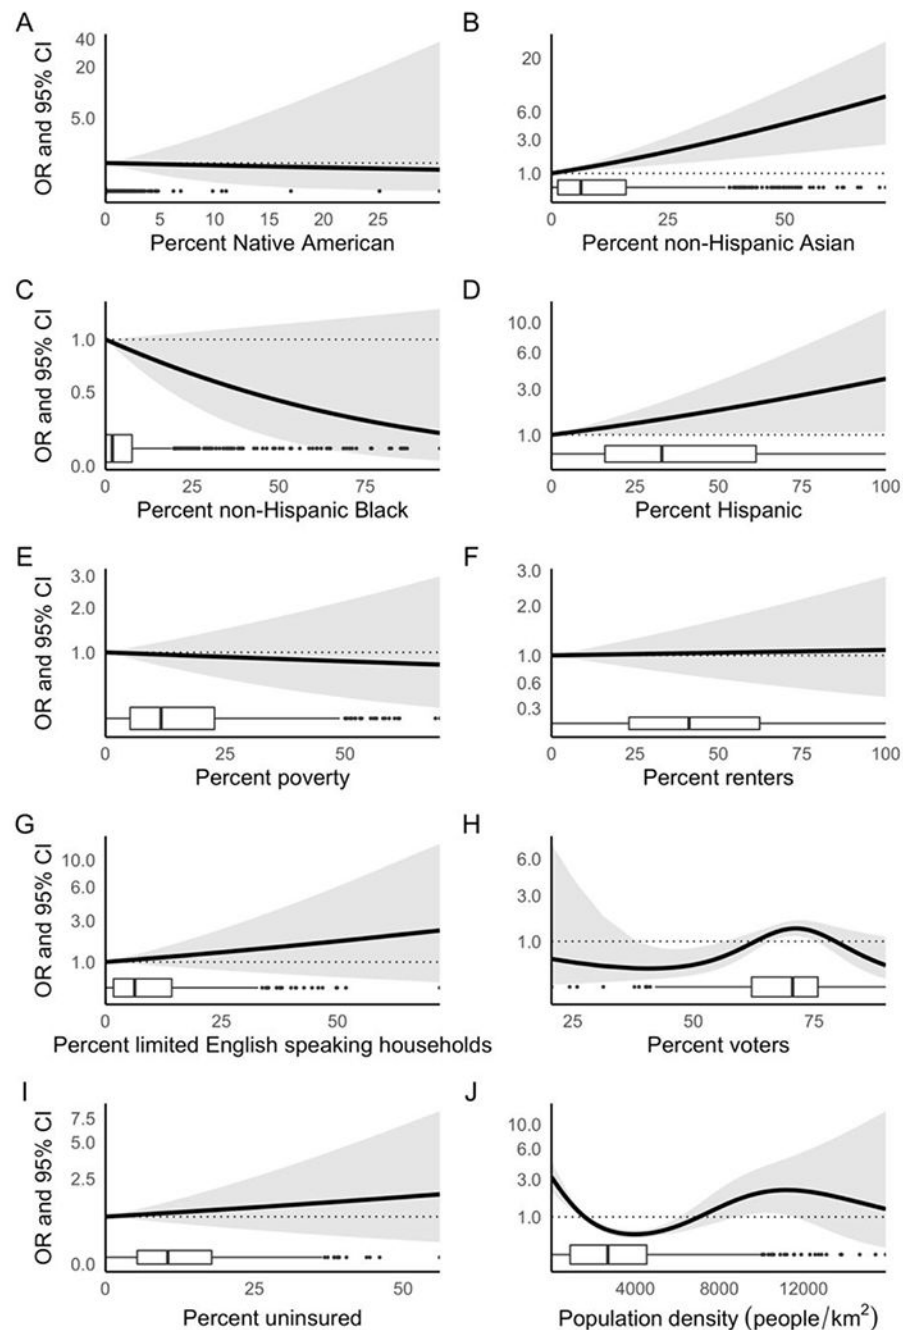 A
OR and 95% CI
40
20
5.0
0 5 10 15 20 25
Percent Native American
B
20
6.0
3.0
1.0
0 25 50
Percent non-Hispanic Asian
C
OR and 95% CI
1.0
0.5
0.0
0 25 50 75
Percent non-Hispanic Black
D
10.0
6.0
3.0
1.0
0 25 50 75 100
Percent Hispanic
E
OR and 95% CI
3.0
2.0
1.0
0 25 50
Percent poverty
F
3.0
2.0
1.0
0.6
0.3
0 25 50 75 100
Percent renters
G
OR and 95% CI
10.0
6.0
3.0
1.0
0 50
Percent limited English speaking households
H
6.0
3.0
1.0
25 50 75
Percent voters
I
OR and 95% CI
7.5
5.0
2.5
0.0
0 25 50
Percent uninsured
J
10.0
6.0
3.0
1.0
4000 8000 12000
Population density (people/km²)